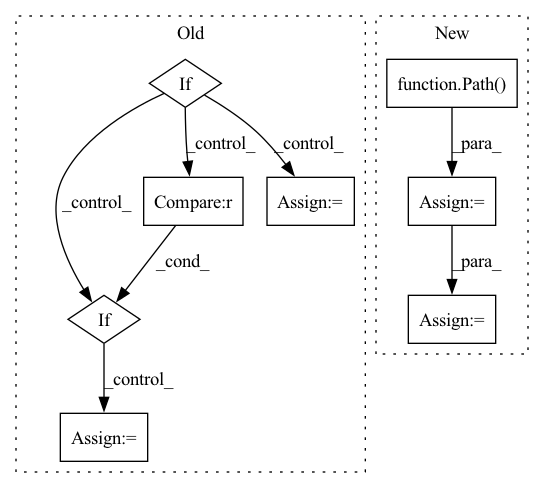 Old
New
If
function.Path()
_control_
_control_
_control_
_para_
Compare:r
Assign:=
Assign:=
_cond_
_para_
If
Assign:=
_control_
Assign:=